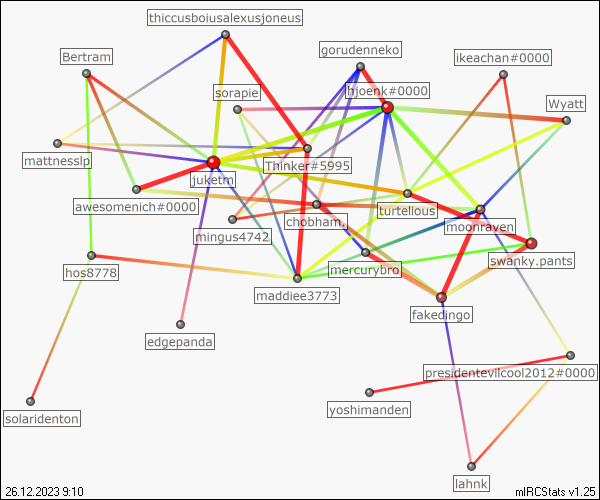 thiccusboiusalexusjoneus
gorudenneko
Bertram
ikeachan#0000
sorapie
hjoenk#0000
Wyatt
mattnesslp
Thinker#5995
juketm
awesomenich#0000
turtellous
chobham
moonraven
mingus4742
swanky.pants
hos8778
mercurybro
maddiee3773
fakedingo
edgepanda
presidentevilcool2012#0000
yoshimanden
solaridenton
lahnk
26.12.2023 9:10
mIRCStats v1.25